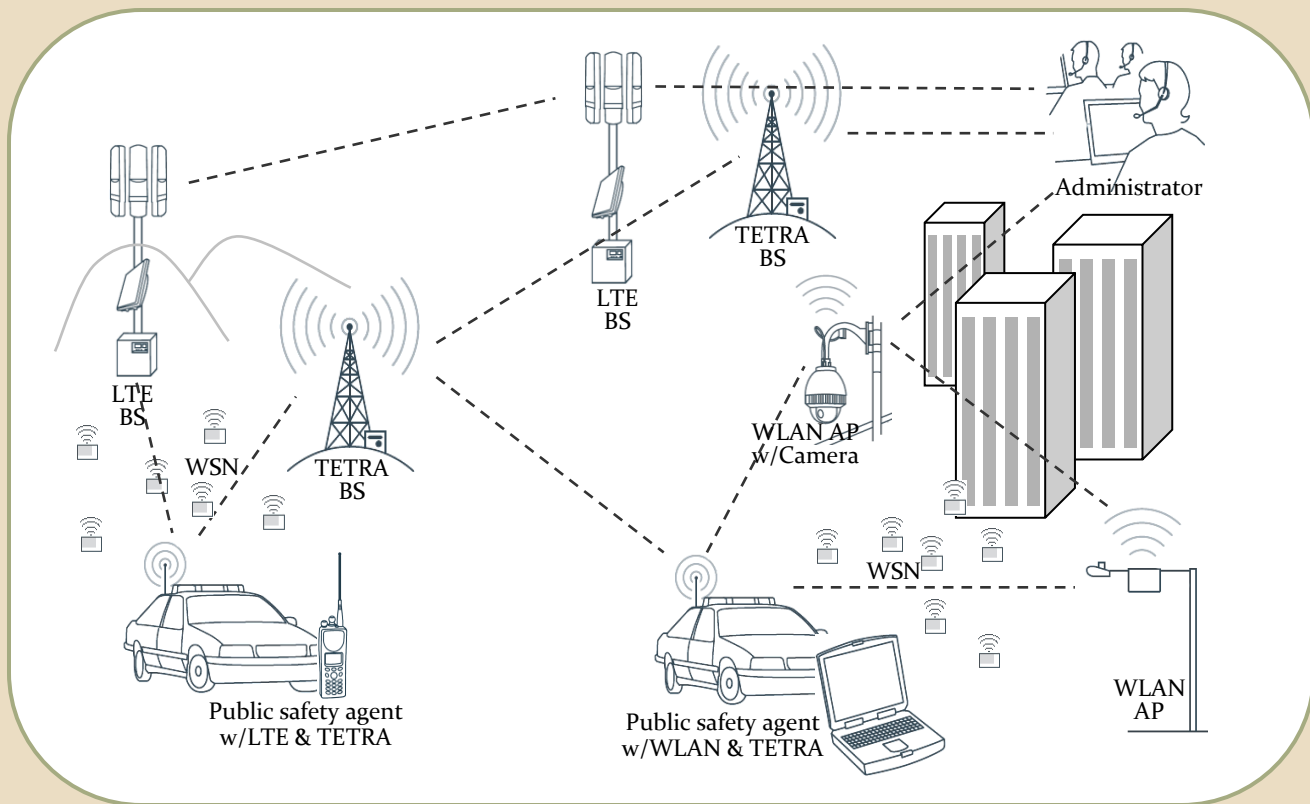 Administrator
TETRA
BS
LTE
BS
LTE
BS
WSN
TETRA
BS
WLAN AP
w/Camera
WSN
WLAN
AP
Public safety agent
w/LTE & TETRA
Public safety agent
w/WLAN & TETRA